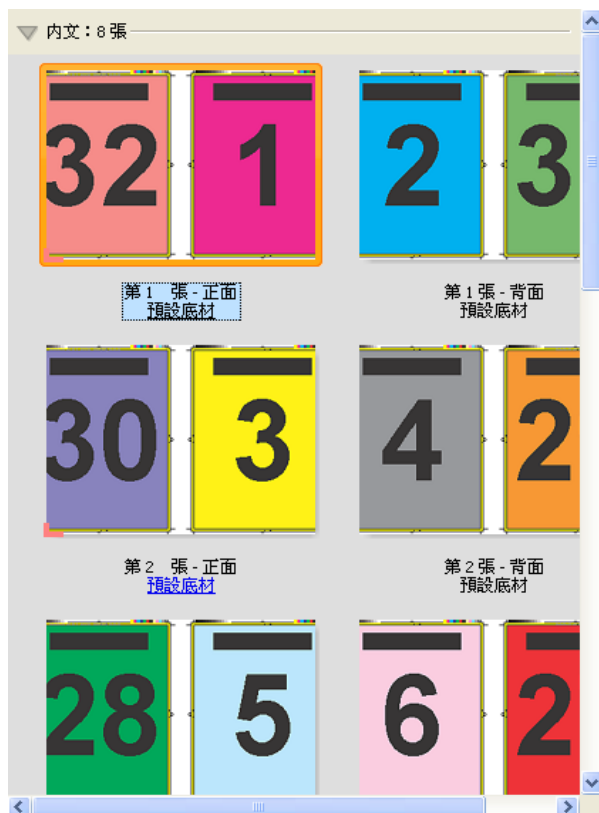 内文：8 張
32 1 2 3
第 1 張 - 正面 第 1 張 - 背面
預設底材 預設底材
30 3 4 2
第 2 張 - 正面 第 2 張 - 背面
預設底材 預設底材
28 5 6 2